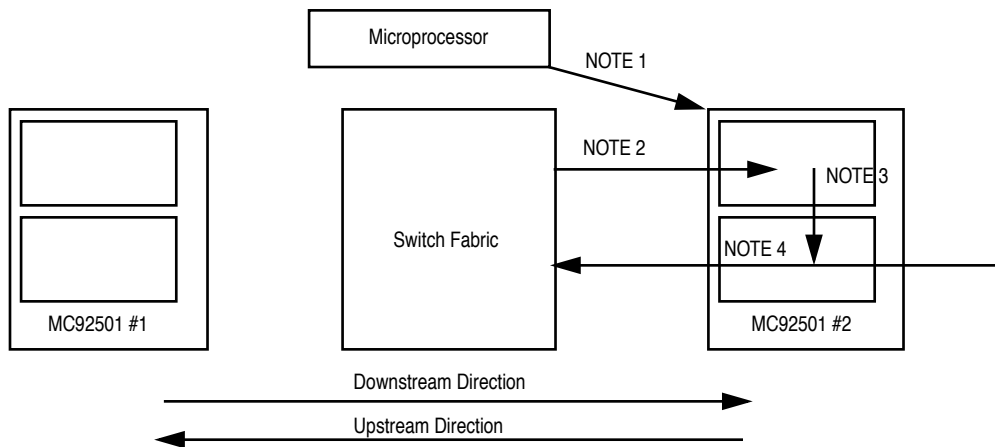 Microprocessor
NOTE 1
NOTE 2
NOTE 3
Switch Fabric
NOTE 4
MC92501 #1
MC92501 #2
Downstream Direction
Upstream Direction